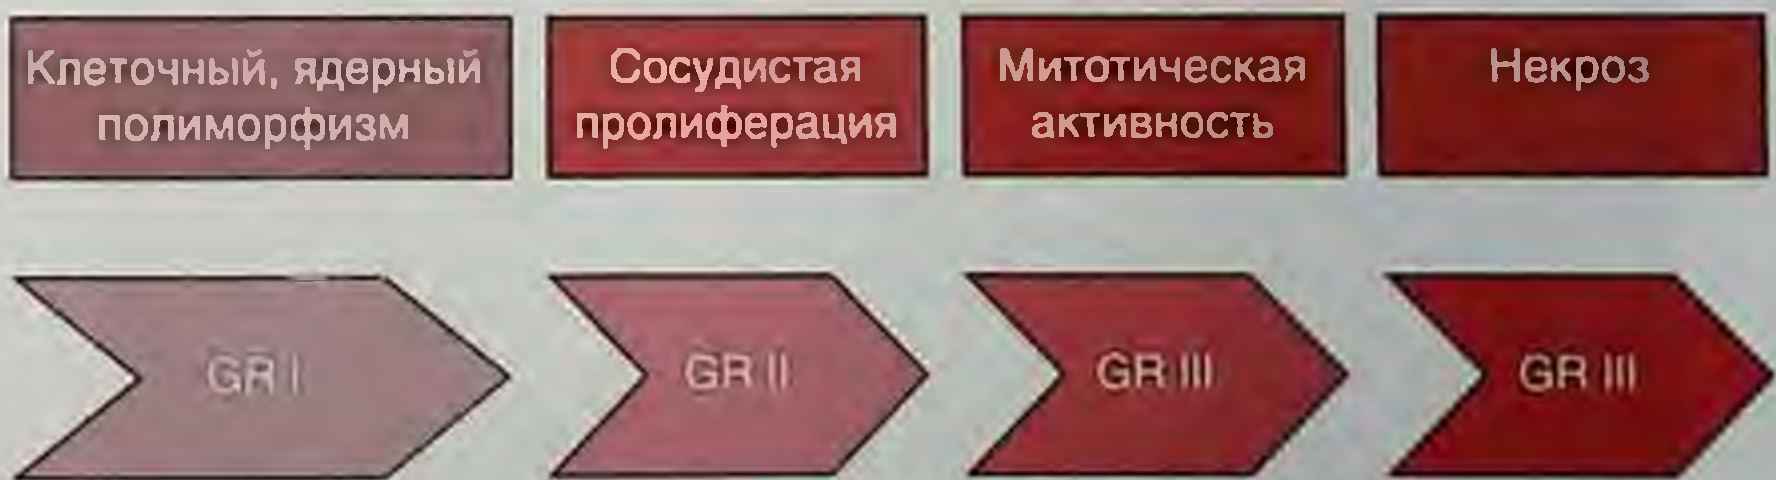 Клеточный, ядерный
полиморфизм
Сосудистая
пролиферация
Митотическая
активность
Некроз
GR I
GR II
GR III
GR III